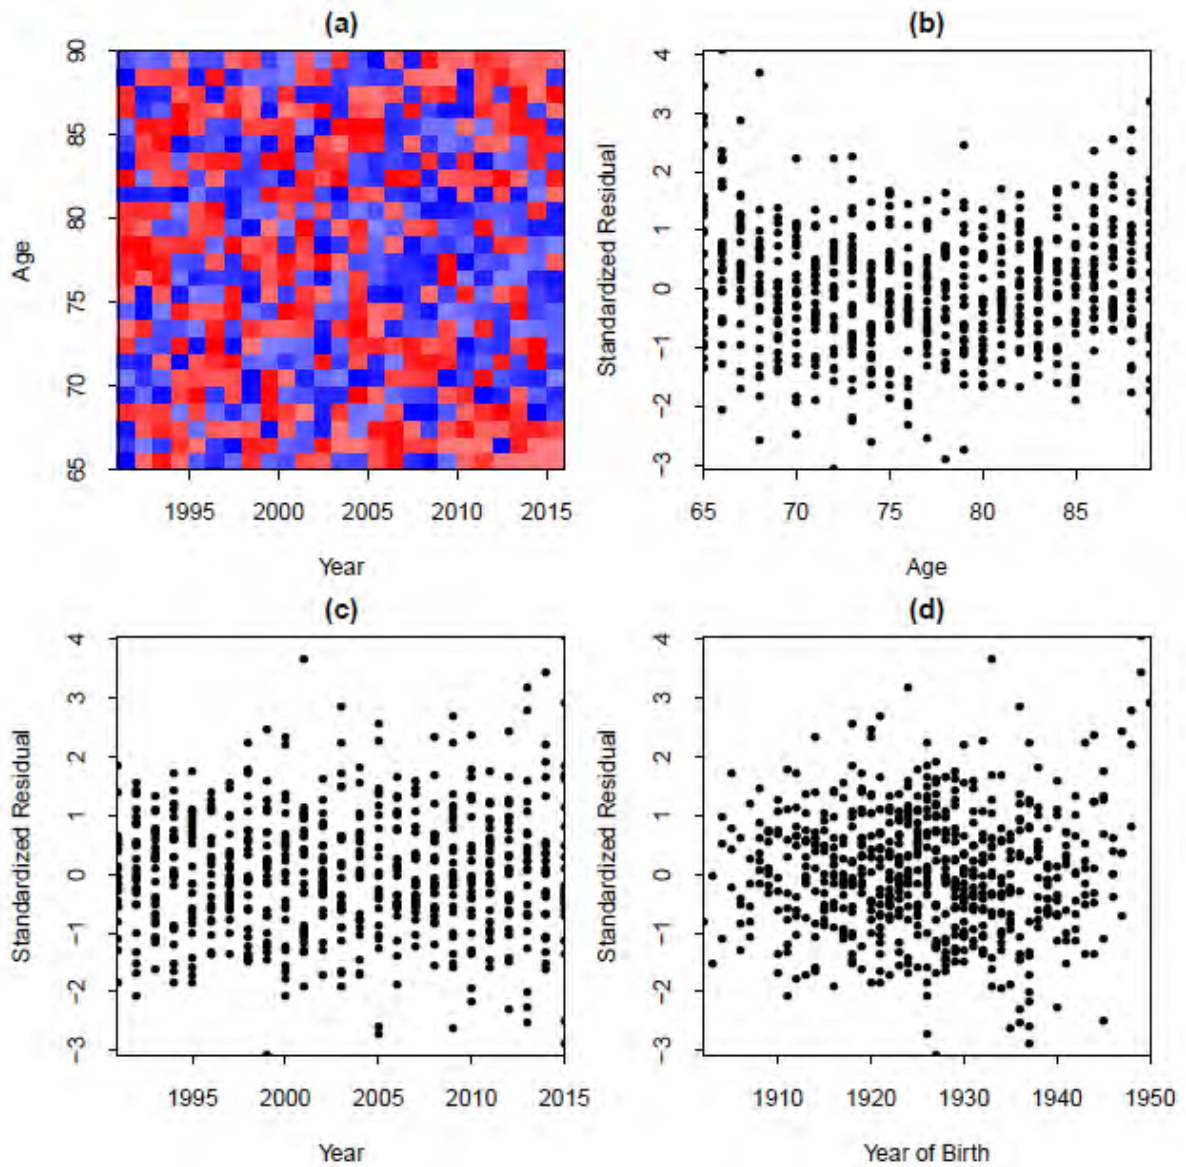 (a)
90
85
80
75
70
65
Age
1995 2000 2005 2010 2015
Year
(b)
4
3
2
1
0
−1
−2
−3
Standardized Residual
65 70 75 80 85
Age
(c)
4
3
2
1
0
−1
−2
−3
Standardized Residual
1995 2000 2005 2010 2015
Year
(d)
4
3
2
1
0
−1
−2
−3
Standardized Residual
1910 1920 1930 1940 1950
Year of Birth